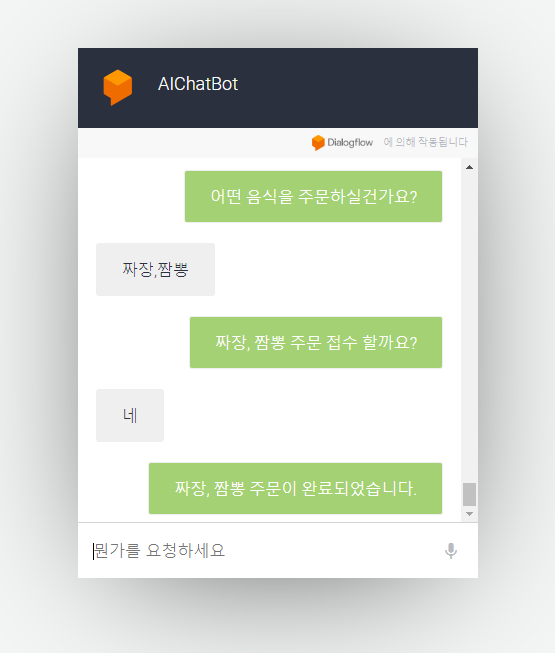 AIChatBot
Dialogflow 에 의해 작동됩니다
어떤 음식을 주문하실건가요?
짜장,짬뽕
짜장, 짬뽕 주문 접수 할까요?
네
짜장, 짬뽕 주문이 완료되었습니다.
뭔가를 요청하세요